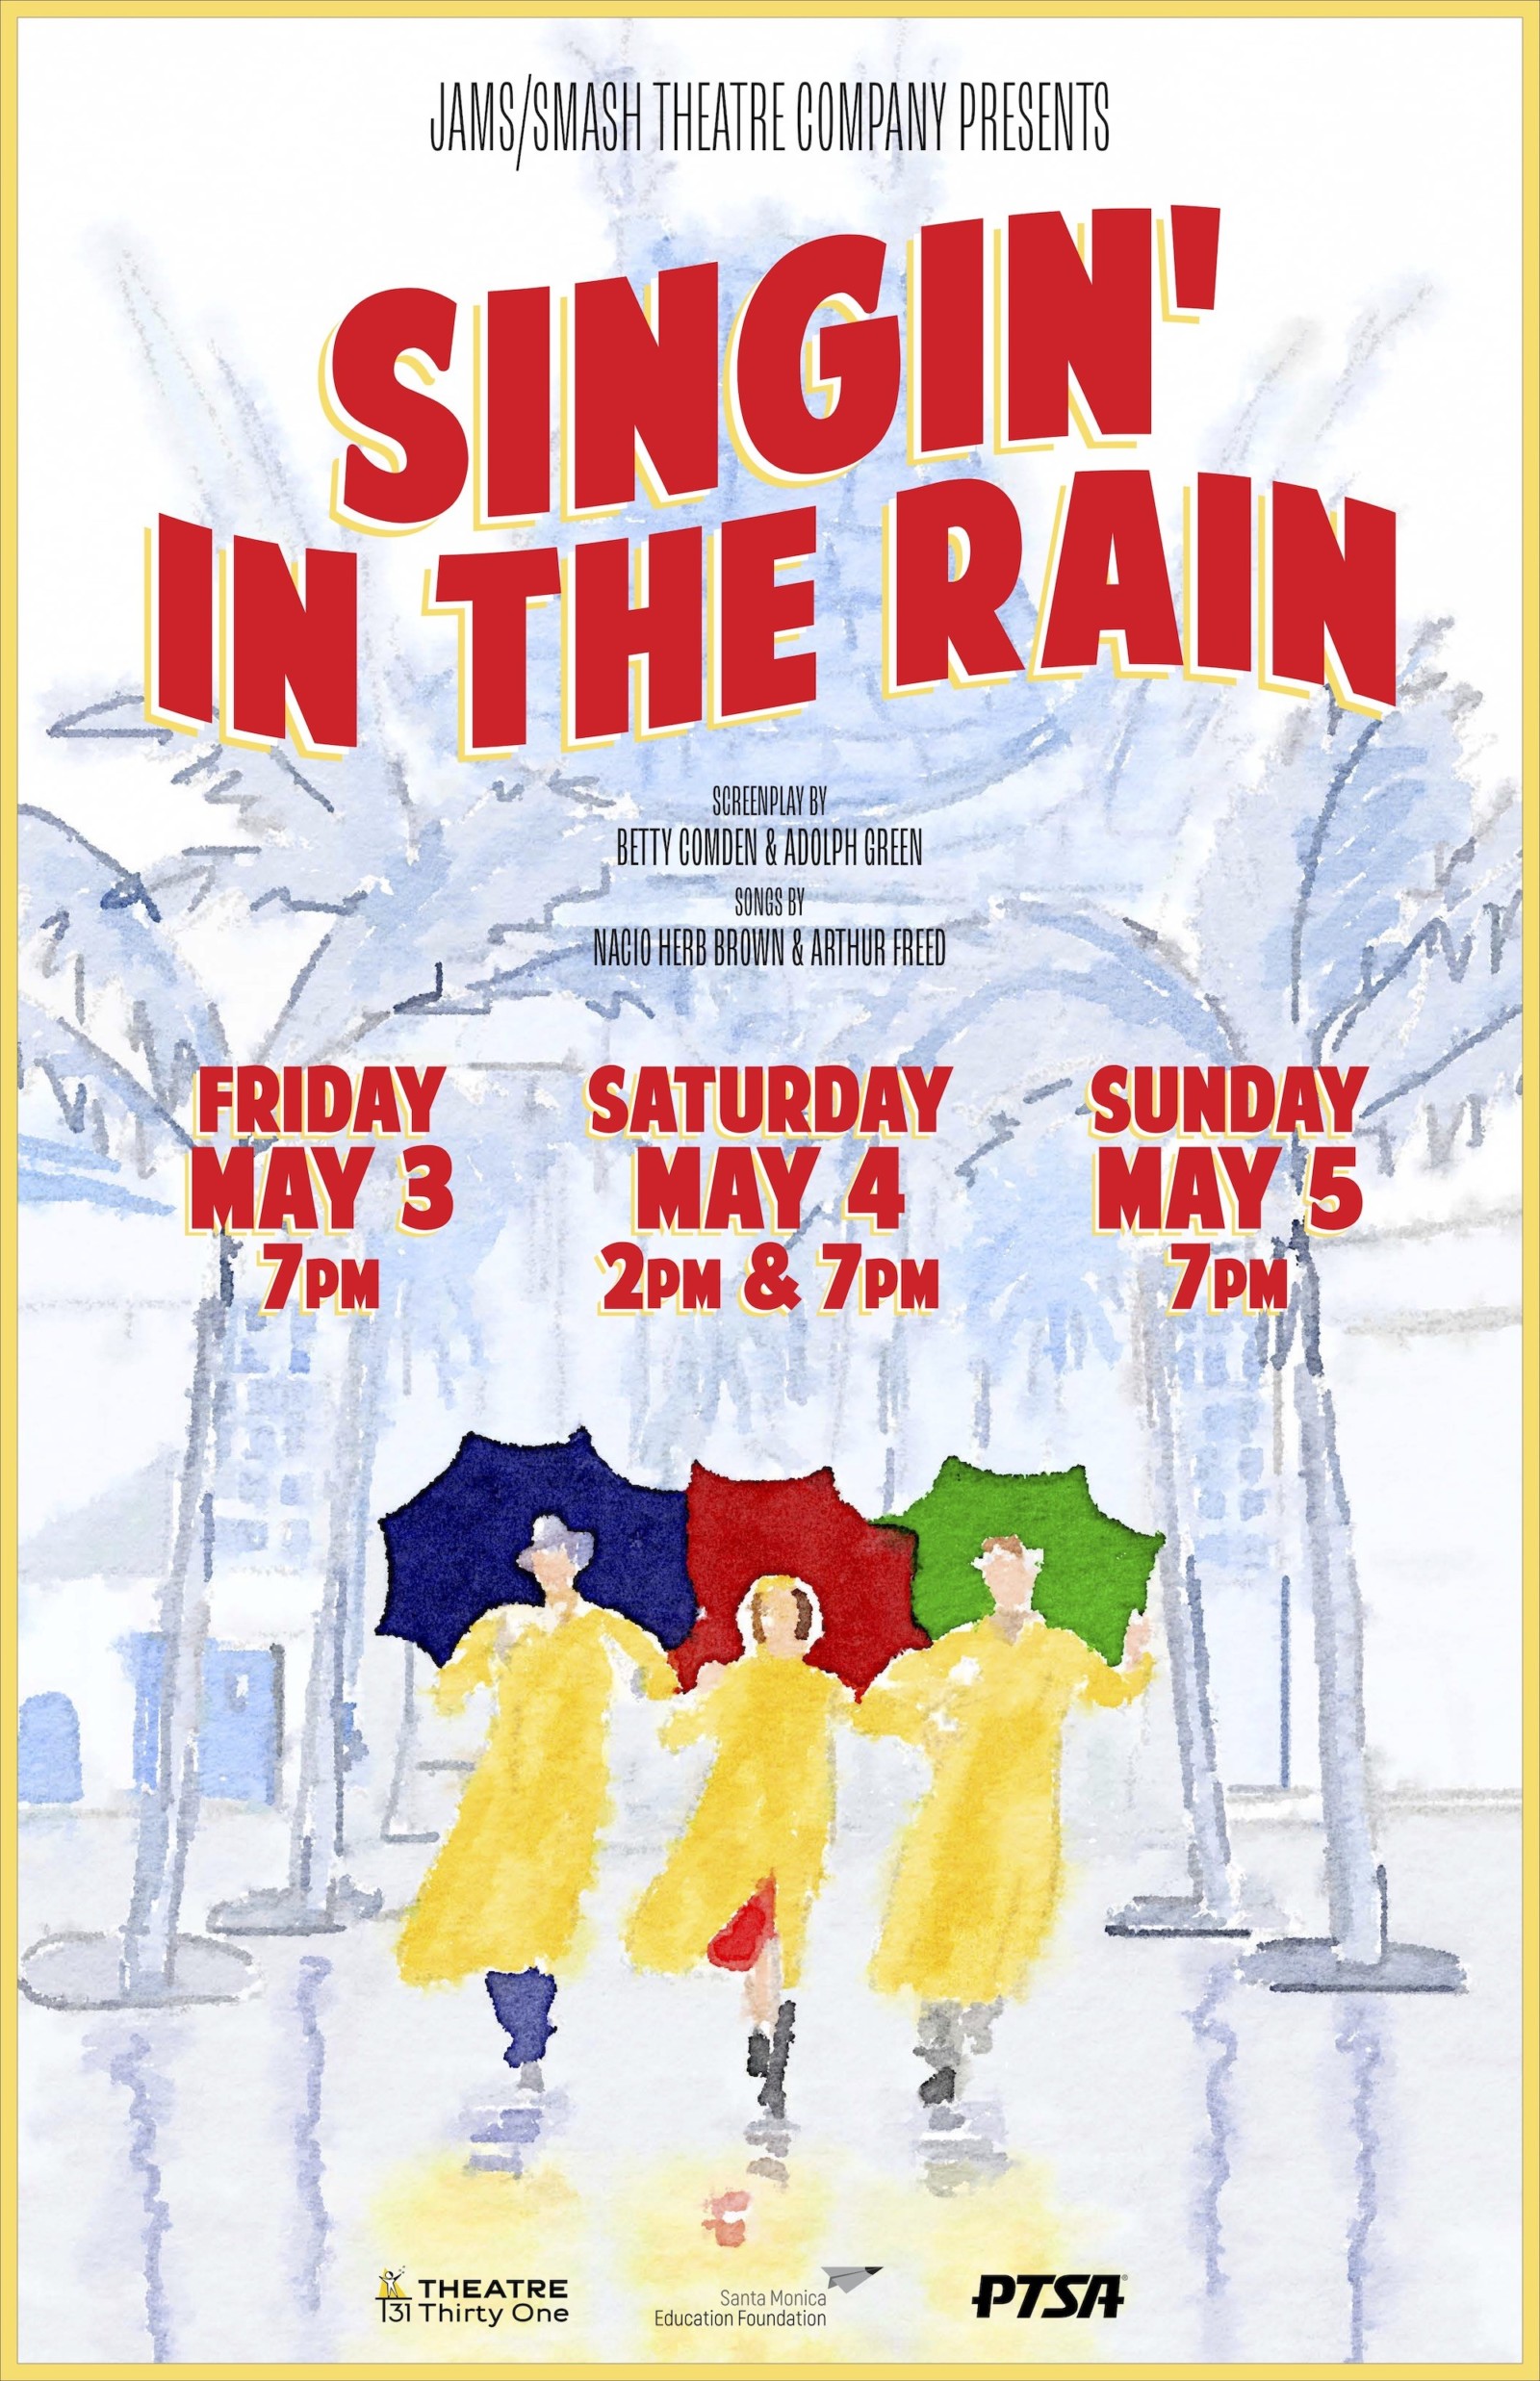 JAMS/SMASH THEATRE COMPANY PRESENTS
SINGIN'
IN THE RAIN
SCREENPLAY BY
BETTY COMDEN & ADOLPH GREEN
SONGS BY
NACIO HERB BROWN & ARTHUR FREED
FRIDAY
MAY 3
7PM
SATURDAY
MAY 4
2PM & 7PM
SUNDAY
MAY 5
7PM
THEATRE
131 Thirty One
Santa Monica
Education Foundation
PTSA®